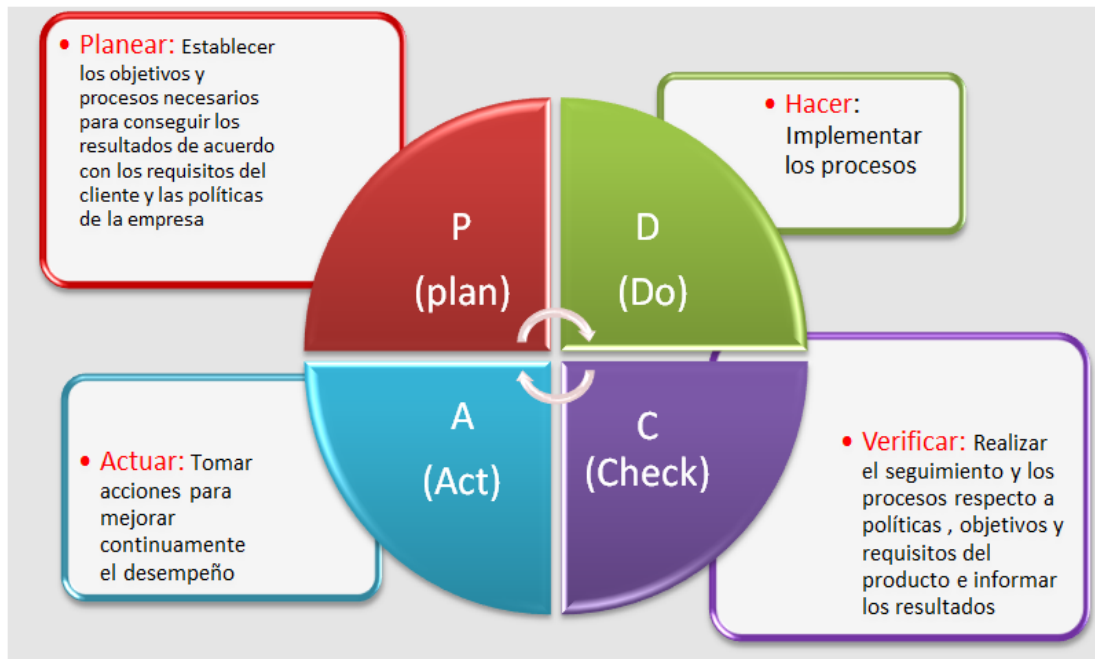 • Planear: Establecer
los objetivos y
procesos necesarios
para conseguir los
resultados de acuerdo
con los requisitos del
cliente y las políticas
de la empresa
• Hacer:
Implementar
los procesos
P
(plan)
D
(Do)
A
(Act)
C
(Check)
• Actuar: Tomar
acciones para
mejorar
continuamente
el desempeño
• Verificar: Realizar
el seguimiento y los
procesos respecto a
políticas , objetivos y
requisitos del
producto e informar
los resultados